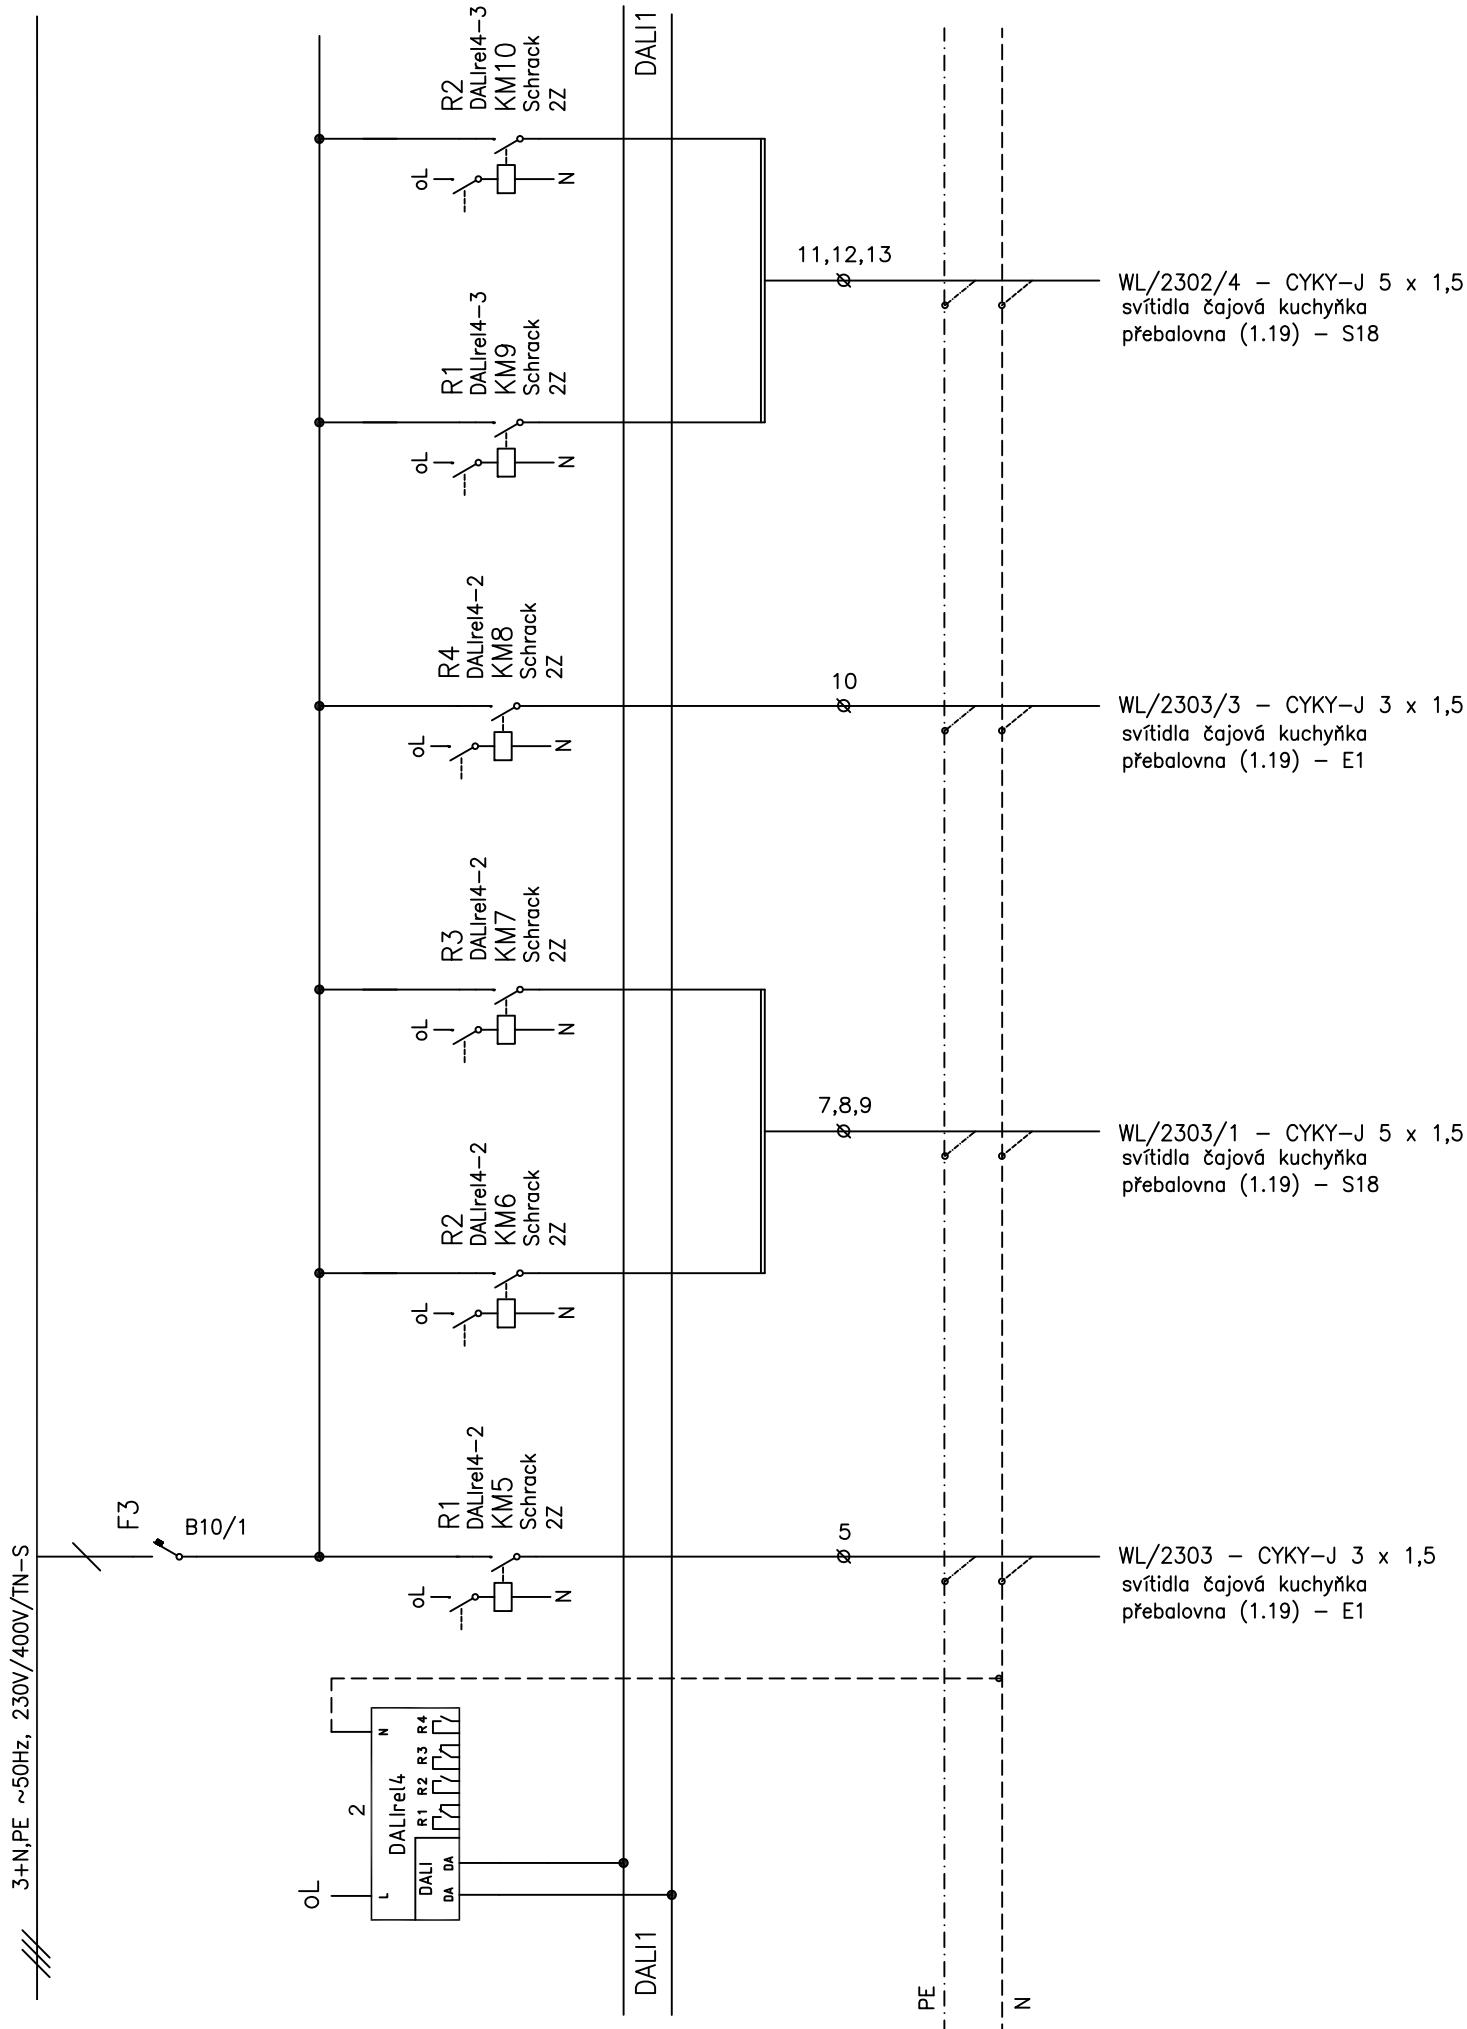 3+N,PE ~50Hz, 230V/400V/TN-S
F3
B10/1
R2
DALIrel4-3
KM10
Schrack
2Z
oL
N
DALI1
11,12,13
WL/2302/4 - CYKY-J 5 x 1,5
svítidla čajová kuchyňka
přebalovna (1.19) - S18
R1
DALIrel4-3
KM9
Schrack
2Z
oL
N
R4
DALIrel4-2
KM8
Schrack
2Z
oL
N
10
WL/2303/3 - CYKY-J 3 x 1,5
svítidla čajová kuchyňka
přebalovna (1.19) - E1
R3
DALIrel4-2
KM7
Schrack
2Z
oL
N
7,8,9
WL/2303/1 - CYKY-J 5 x 1,5
svítidla čajová kuchyňka
přebalovna (1.19) - S18
R2
DALIrel4-2
KM6
Schrack
2Z
oL
N
R1
DALIrel4-2
KM5
Schrack
2Z
oL
N
5
WL/2303 - CYKY-J 3 x 1,5
svítidla čajová kuchyňka
přebalovna (1.19) - E1
2
DALIrel4
oL
L
N
DALI
DA
DA
R1
R2
R3
R4
DALI1
PE
N